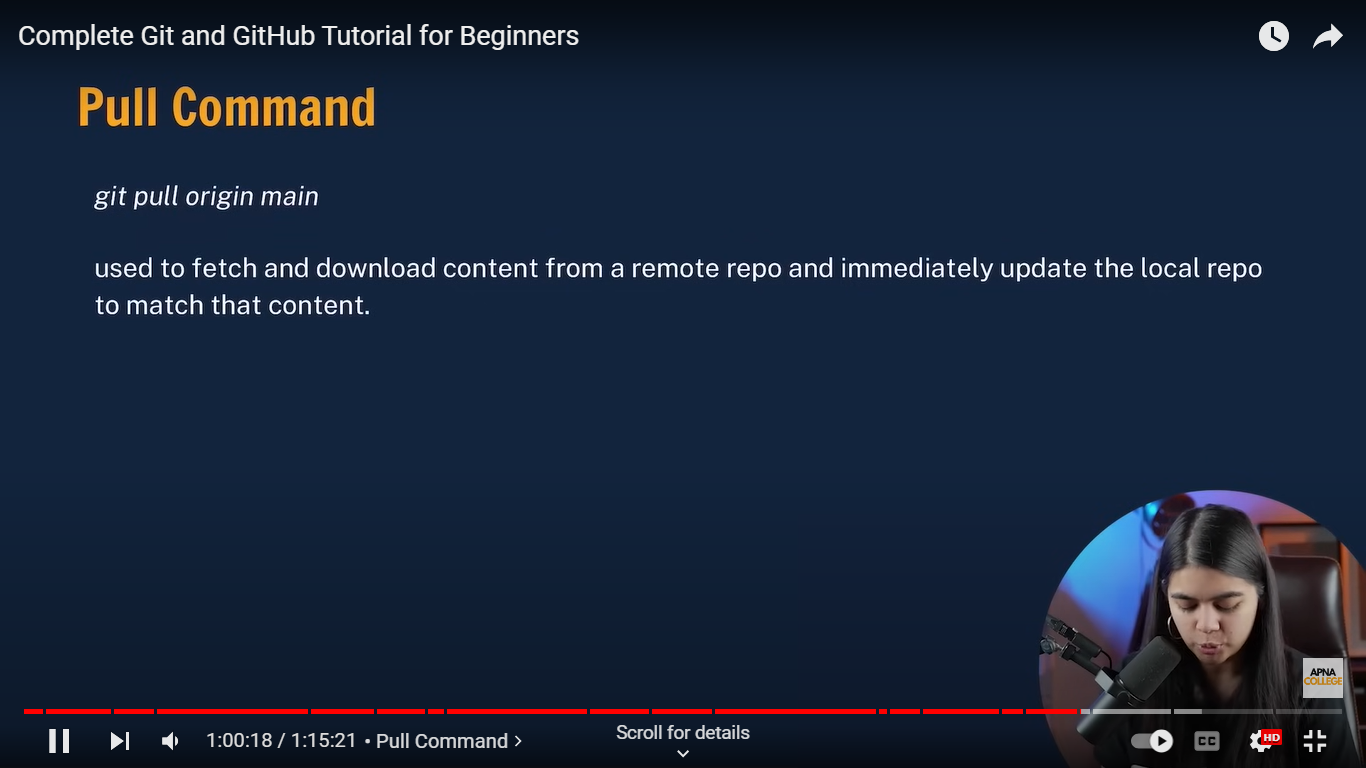 Complete Git and GitHub Tutorial for Beginners
Pull Command
git pull origin main
used to fetch and download content from a remote repo and immediately update the local repo
to match that content.
APNA
COLLEGE
1:00:18 / 1:15:21 • Pull Command >
Scroll for details
CC
HD